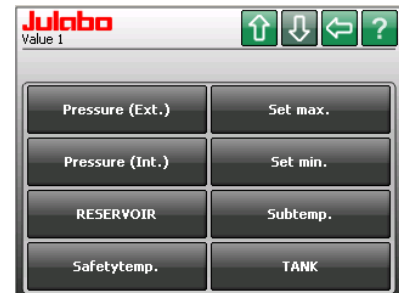 Julabo
Value 1
?
Pressure (Ext.) Set max.
Pressure (Int.) Set min.
RESERVOIR Subtemp.
Safetytemp. TANK